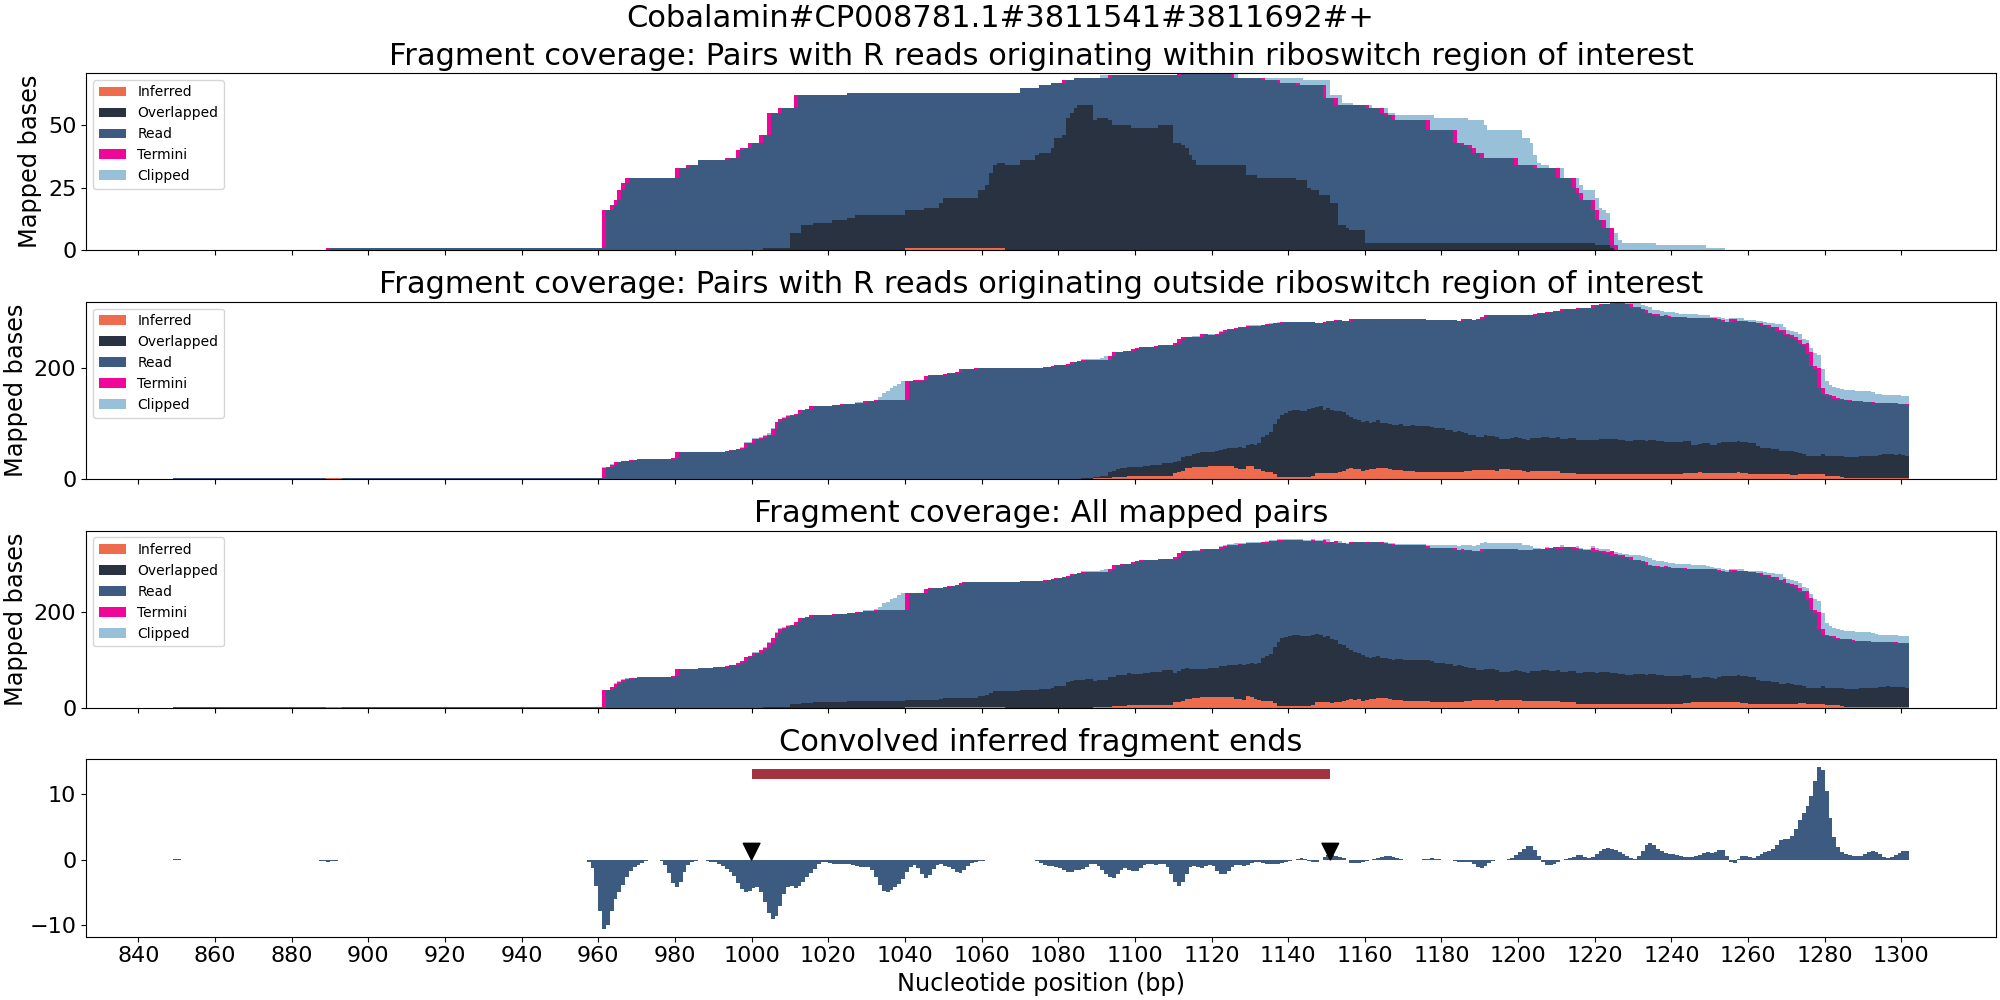 Cobalamin#CP008781.1#3811541#3811692#+
Fragment coverage: Pairs with R reads originating within riboswitch region of interest
Mapped bases
50
25
0
Inferred
Overlapped
Read
Termini
Clipped
Fragment coverage: Pairs with R reads originating outside riboswitch region of interest
Mapped bases
200
0
Inferred
Overlapped
Read
Termini
Clipped
Fragment coverage: All mapped pairs
Mapped bases
200
0
Inferred
Overlapped
Read
Termini
Clipped
Convolved inferred fragment ends
10
0
−10
840 860 880 900 920 940 960 980 1000 1020 1040 1060 1080 1100 1120 1140 1160 1180 1200 1220 1240 1260 1280 1300
Nucleotide position (bp)